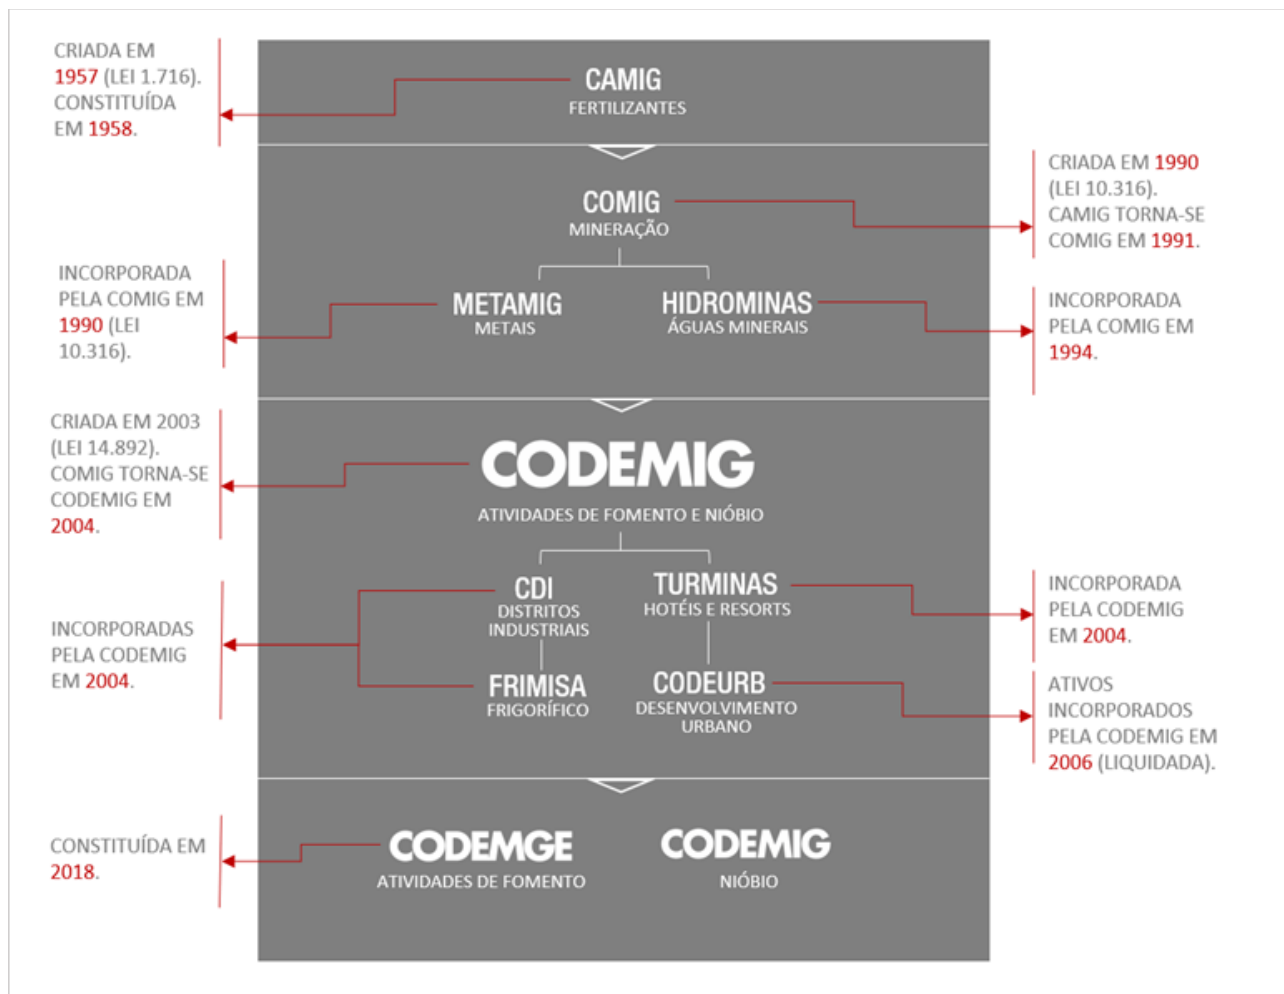 CRIADA EM
1957 (LEI 1.716).
CONSTITUÍDA
EM 1958.
CAMIG
FERTILIZANTES
COMIG
MINERAÇÃO
CRIADA EM 1990
(LEI 10.316).
CAMIG TORNA-SE
COMIG EM 1991.
INCORPORADA
PELA COMIG EM
1990 (LEI
10.316).
METAMIG
METAIS
HIDROMINAS
ÁGUAS MINERAIS
INCORPORADA
PELA COMIG EM
1994.
CRIADA EM 2003
(LEI 14.892).
COMIG TORNA-SE
CODEMIG EM
2004.
CODEMIG
ATIVIDADES DE FOMENTO E NIÓBIO
INCORPORADAS
PELA CODEMIG
EM 2004.
CDI
DISTRITOS
INDUSTRIAIS
TURMINAS
HOTÉIS E RESORTS
INCORPORADA
PELA CODEMIG
EM 2004.
FRIMISA
FRIGORÍFICO
CODEURB
DESENVOLVIMENTO
URBANO
ATIVOS
INCORPORADOS
PELA CODEMIG EM
2006 (LIQUIDADA).
CONSTITUÍDA EM
2018.
CODEMGE
ATIVIDADES DE FOMENTO
CODEMIG
NIÓBIO